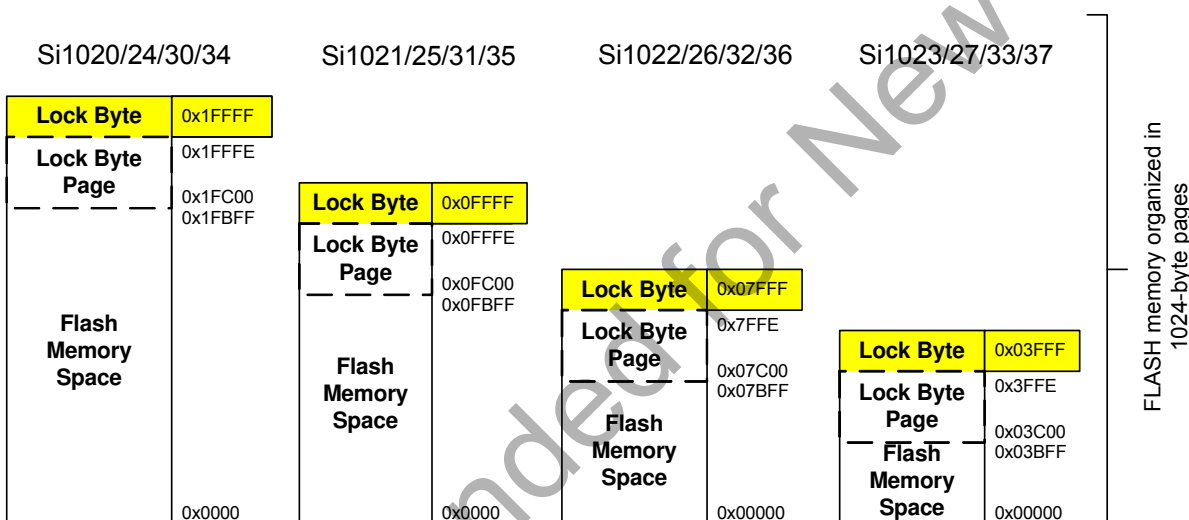 Si1020/24/30/34
Lock Byte
0x1FFFF
Lock Byte
Page
0x1FFFE
0x1FC00
0x1FBFF
Flash
Memory
Space
0x0000
Si1021/25/31/35
Lock Byte
0x0FFFF
Lock Byte
Page
0x0FFFE
0x0FC00
0x0FBFF
Flash
Memory
Space
0x0000
Si1022/26/32/36
Lock Byte
0x07FFF
Lock Byte
Page
0x7FFE
0x07C00
0x07BFF
Flash
Memory
Space
0x00000
Si1023/27/33/37
Lock Byte
0x03FFF
Lock Byte
Page
0x3FFE
0x03C00
0x03BFF
Flash
Memory
Space
0x00000
FLASH memory organized in
1024-byte pages
nded for New